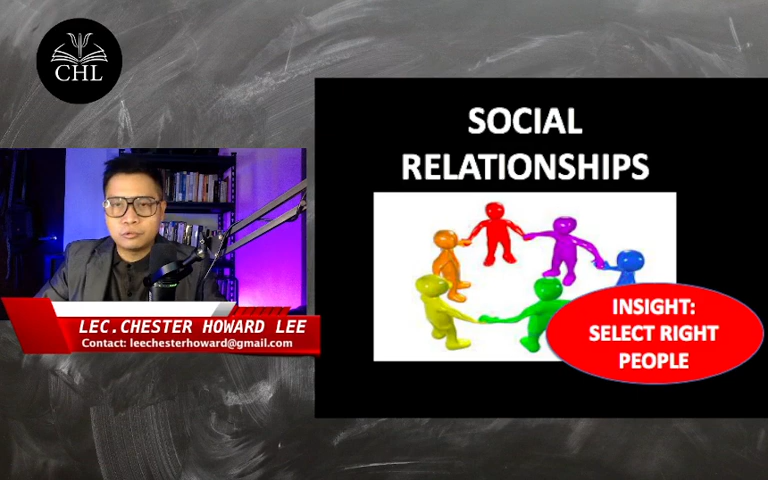 CHL
SOCIAL
RELATIONSHIPS
LEC.CHESTER HOWARD LEE
Contact: leechesterhoward@gmail.com
INSIGHT:
SELECT RIGHT
PEOPLE